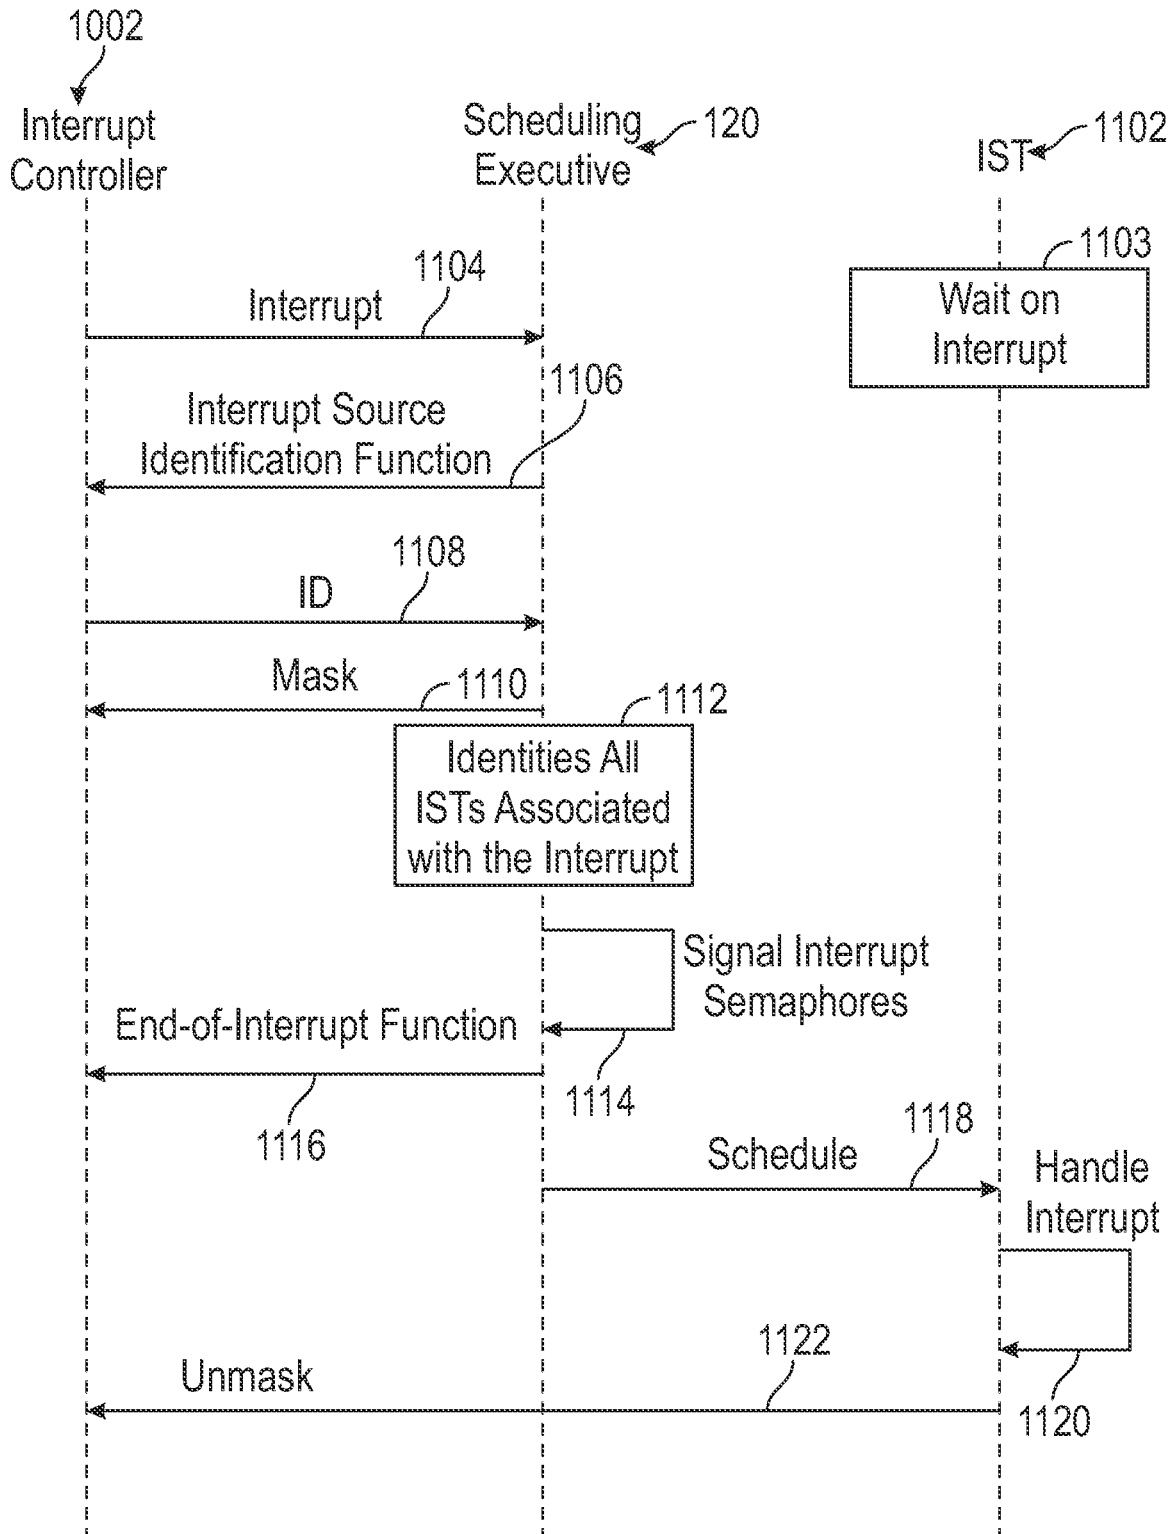 1002
Interrupt
Controller
Scheduling
Executive
120
IST
1102
1103
Wait on
Interrupt
1104
Interrupt
1106
Interrupt Source
Identification Function
1108
ID
Mask
1110
1112
Identities All
ISTs Associated
with the Interrupt
Signal Interrupt
Semaphores
End-of-Interrupt Function
1114
1116
1118
Schedule
Handle
Interrupt
1122
Unmask
1120